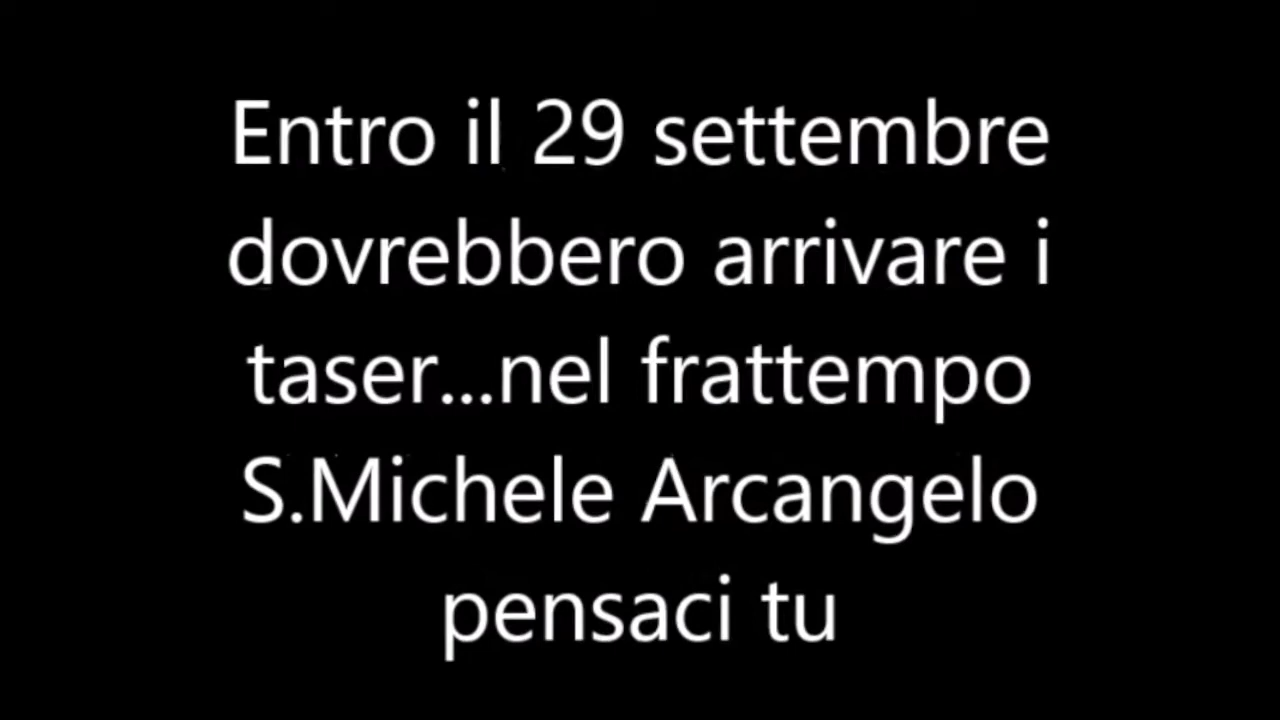 Entro il 29 settembre
dovrebbero arrivare i
taser...nel frattempo
S.Michele Arcangelo
pensaci tu